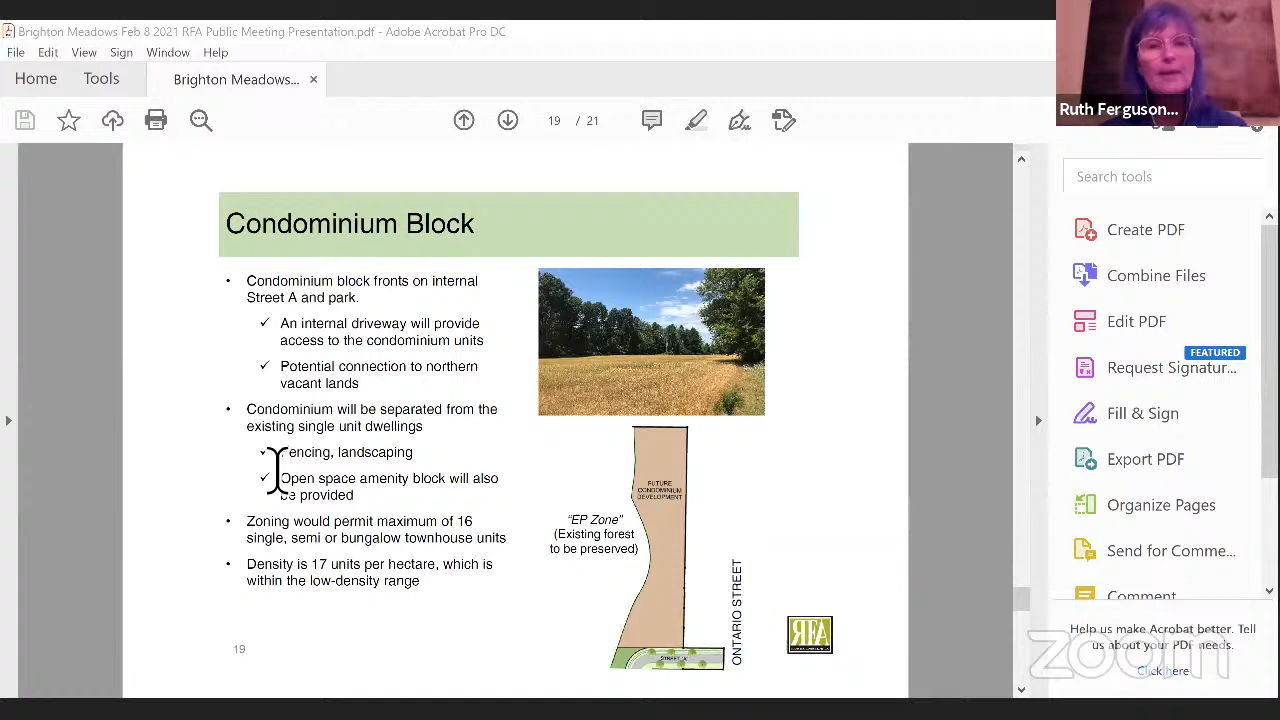 Brighton Meadows Feb 8 2021 RFA Public Meeting Presentation.pdf - Adobe Acrobat Pro DC
File Edit View Sign Window Help
Home Tools Brighton Meadows... ×
19 / 21
Ruth Ferguson...
Search tools
Create PDF
Combine Files
Edit PDF
FEATURED
Request Signatur...
Fill & Sign
Export PDF
Organize Pages
Send for Comme...
Comment
Help us make Acrobat better. Tell
us about your PDF needs.
Click here
zoom
Condominium Block
• Condominium block fronts on internal
Street A and park.
✓ An internal driveway will provide
access to the condominium units
✓ Potential connection to northern
vacant lands
• Condominium will be separated from the
existing single unit dwellings
✓ Fencing, landscaping
✓ Open space amenity block will also
be provided
• Zoning would permit maximum of 16
single, semi or bungalow townhouse units
• Density is 17 units per hectare, which is
within the low-density range
FUTURE
CONDOMINIUM
DEVELOPMENT
"EP Zone"
(Existing forest
to be preserved)
ONTARIO STREET
RFA
19